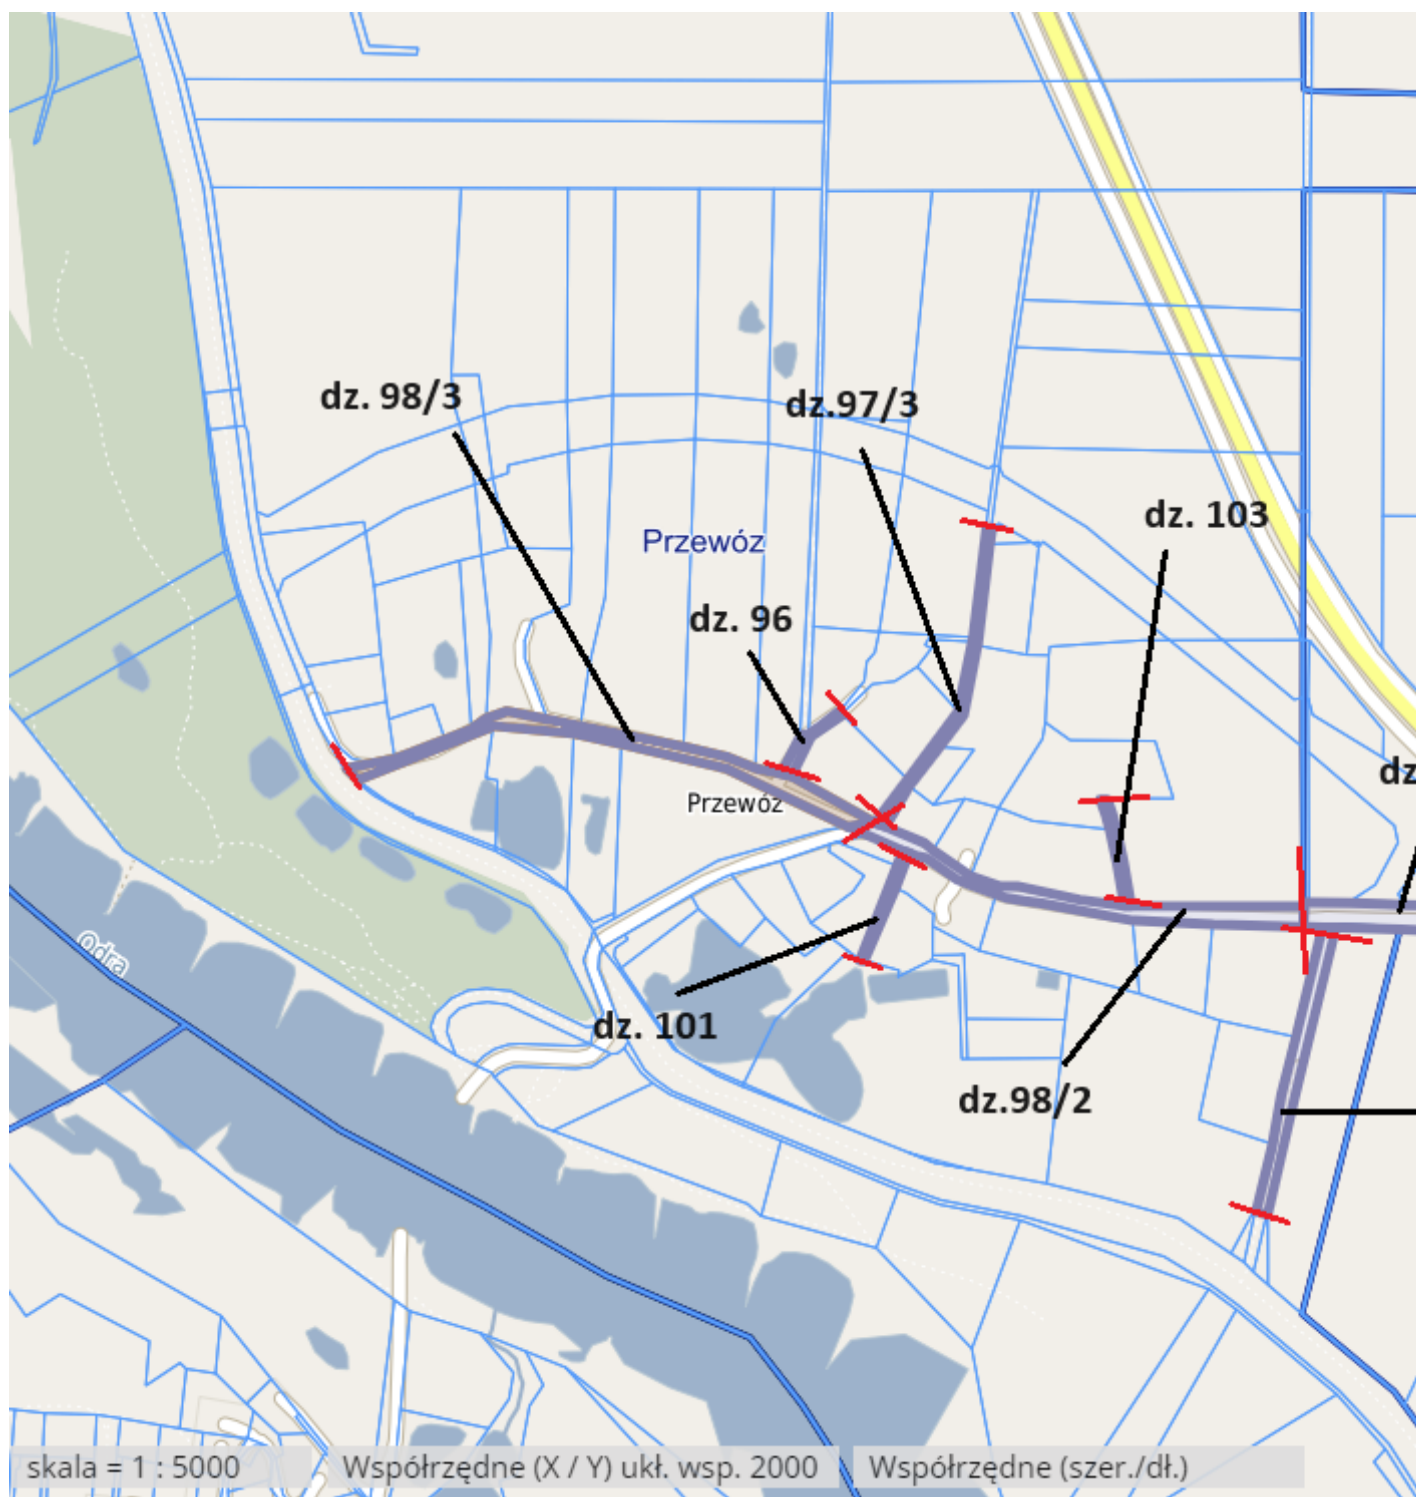 dz. 98/3
dz.97/3
dz. 103
Przewóz
dz. 96
dz
Przewóz
Odra
dz. 101
dz.98/2
skala = 1 : 5000
Współrzędne (X / Y) ukł. wsp. 2000
Współrzędne (szer./dł.)